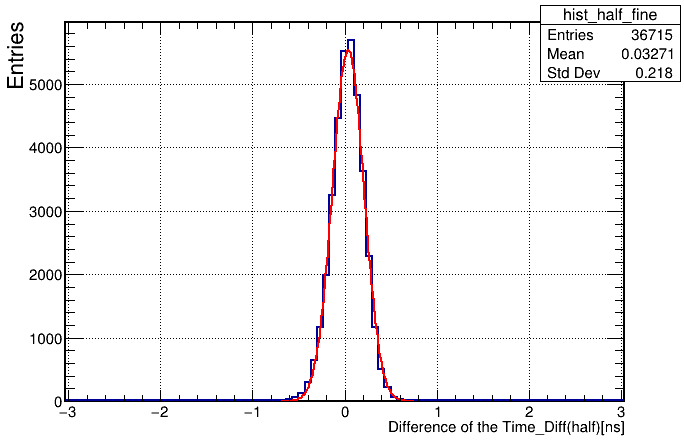 hist_half_fine
Entries 36715
Mean 0.03271
Std Dev 0.218
Entries
5000
4000
3000
2000
1000
0
−3 −2 −1 0 1 2 3
Difference of the Time_Diff(half)[ns]